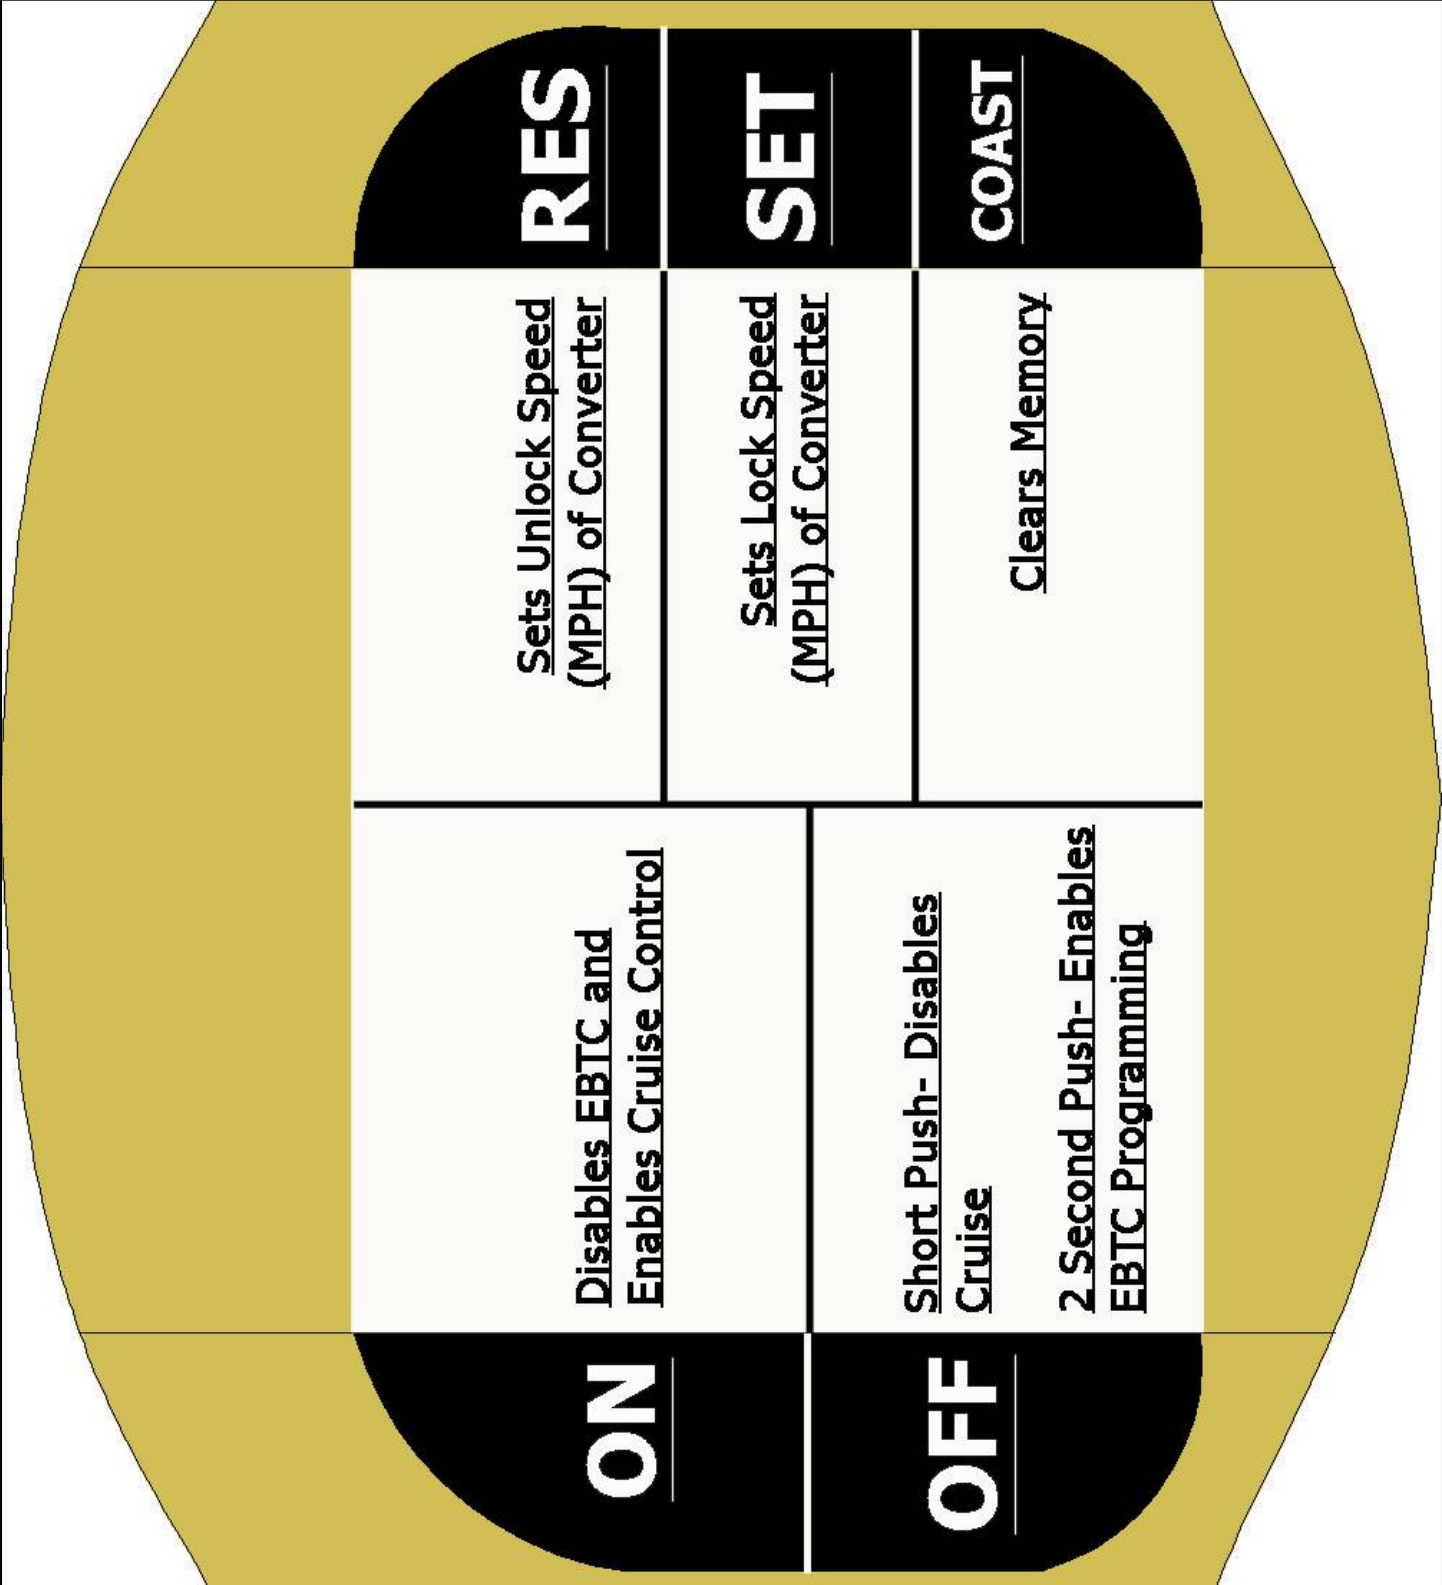 ON
Disables EBTC and
Enables Cruise Control
OFF
Short Push- Disables
Cruise
2 Second Push- Enables
EBTC Programming
RES
Sets Unlock Speed
(MPH) of Converter
SET
Sets Lock Speed
(MPH) of Converter
COAST
Clears Memory